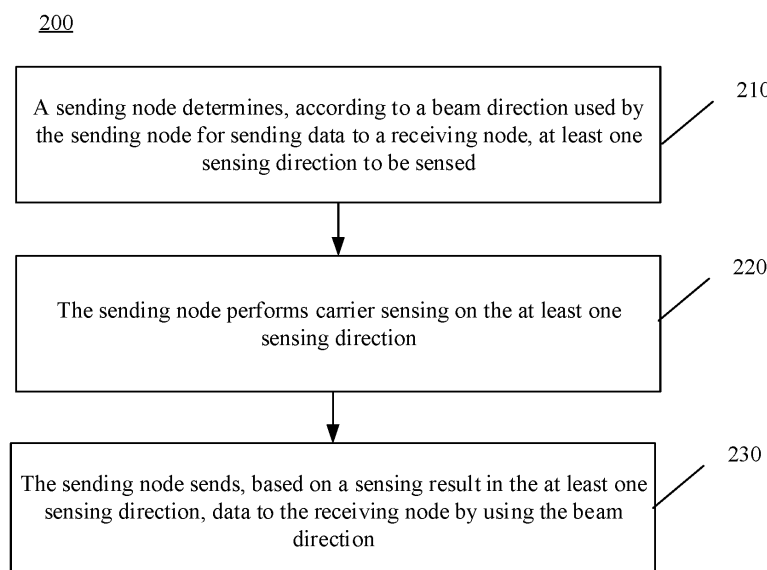 200
A sending node determines, according to a beam direction used by
the sending node for sending data to a receiving node, at least one
sensing direction to be sensed
210
The sending node performs carrier sensing on the at least one
sensing direction
220
The sending node sends, based on a sensing result in the at least one
sensing direction, data to the receiving node by using the beam
direction
230